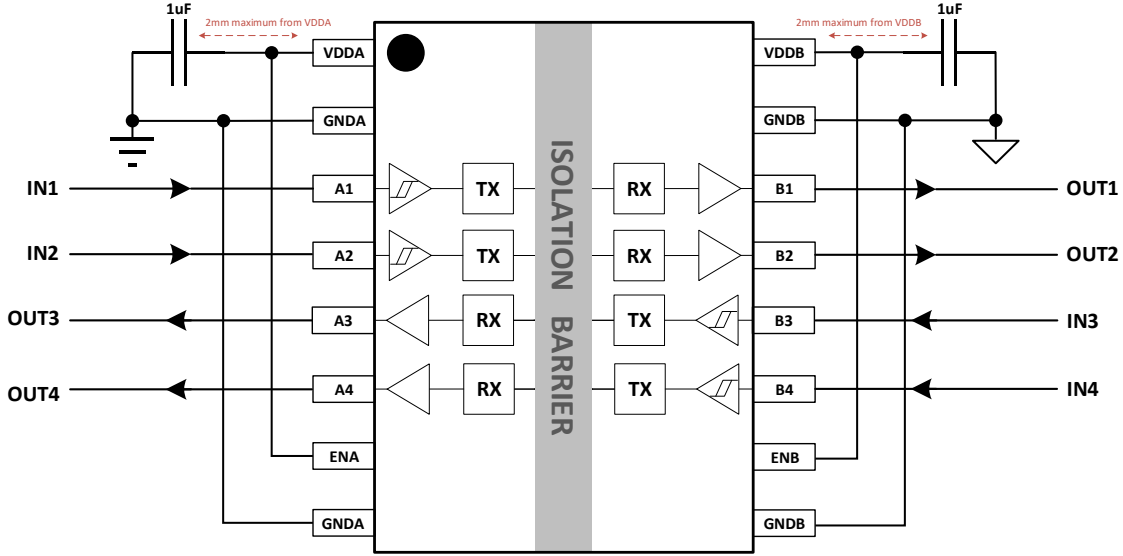 1uF
2mm maximum from VDDA
2mm maximum from VDDB
1uF
VDDA
VDDB
GNDA
GNDB
IN1
A1
TX
RX
B1
OUT1
IN2
A2
TX
RX
B2
OUT2
OUT3
A3
RX
TX
B3
IN3
OUT4
A4
RX
TX
B4
IN4
ISOLATION BARRIER
ENA
ENB
GNDA
GNDB